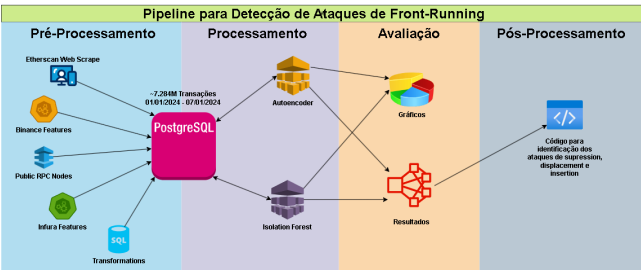 Pipeline para Detecção de Ataques de Front-Running
Pré-Processamento
Processamento
Avaliação
Pós-Processamento
Etherscan Web Scrape
~7.284M Transações
01/01/2024 - 07/01/2024
PostgreSQL
Binance Features
Public RPC Nodes
Infura Features
SQL
Transformations
Autoencoder
Isolation Forest
Gráficos
Resultados
Código para
identificação dos
ataques de supression,
displacement e
insertion